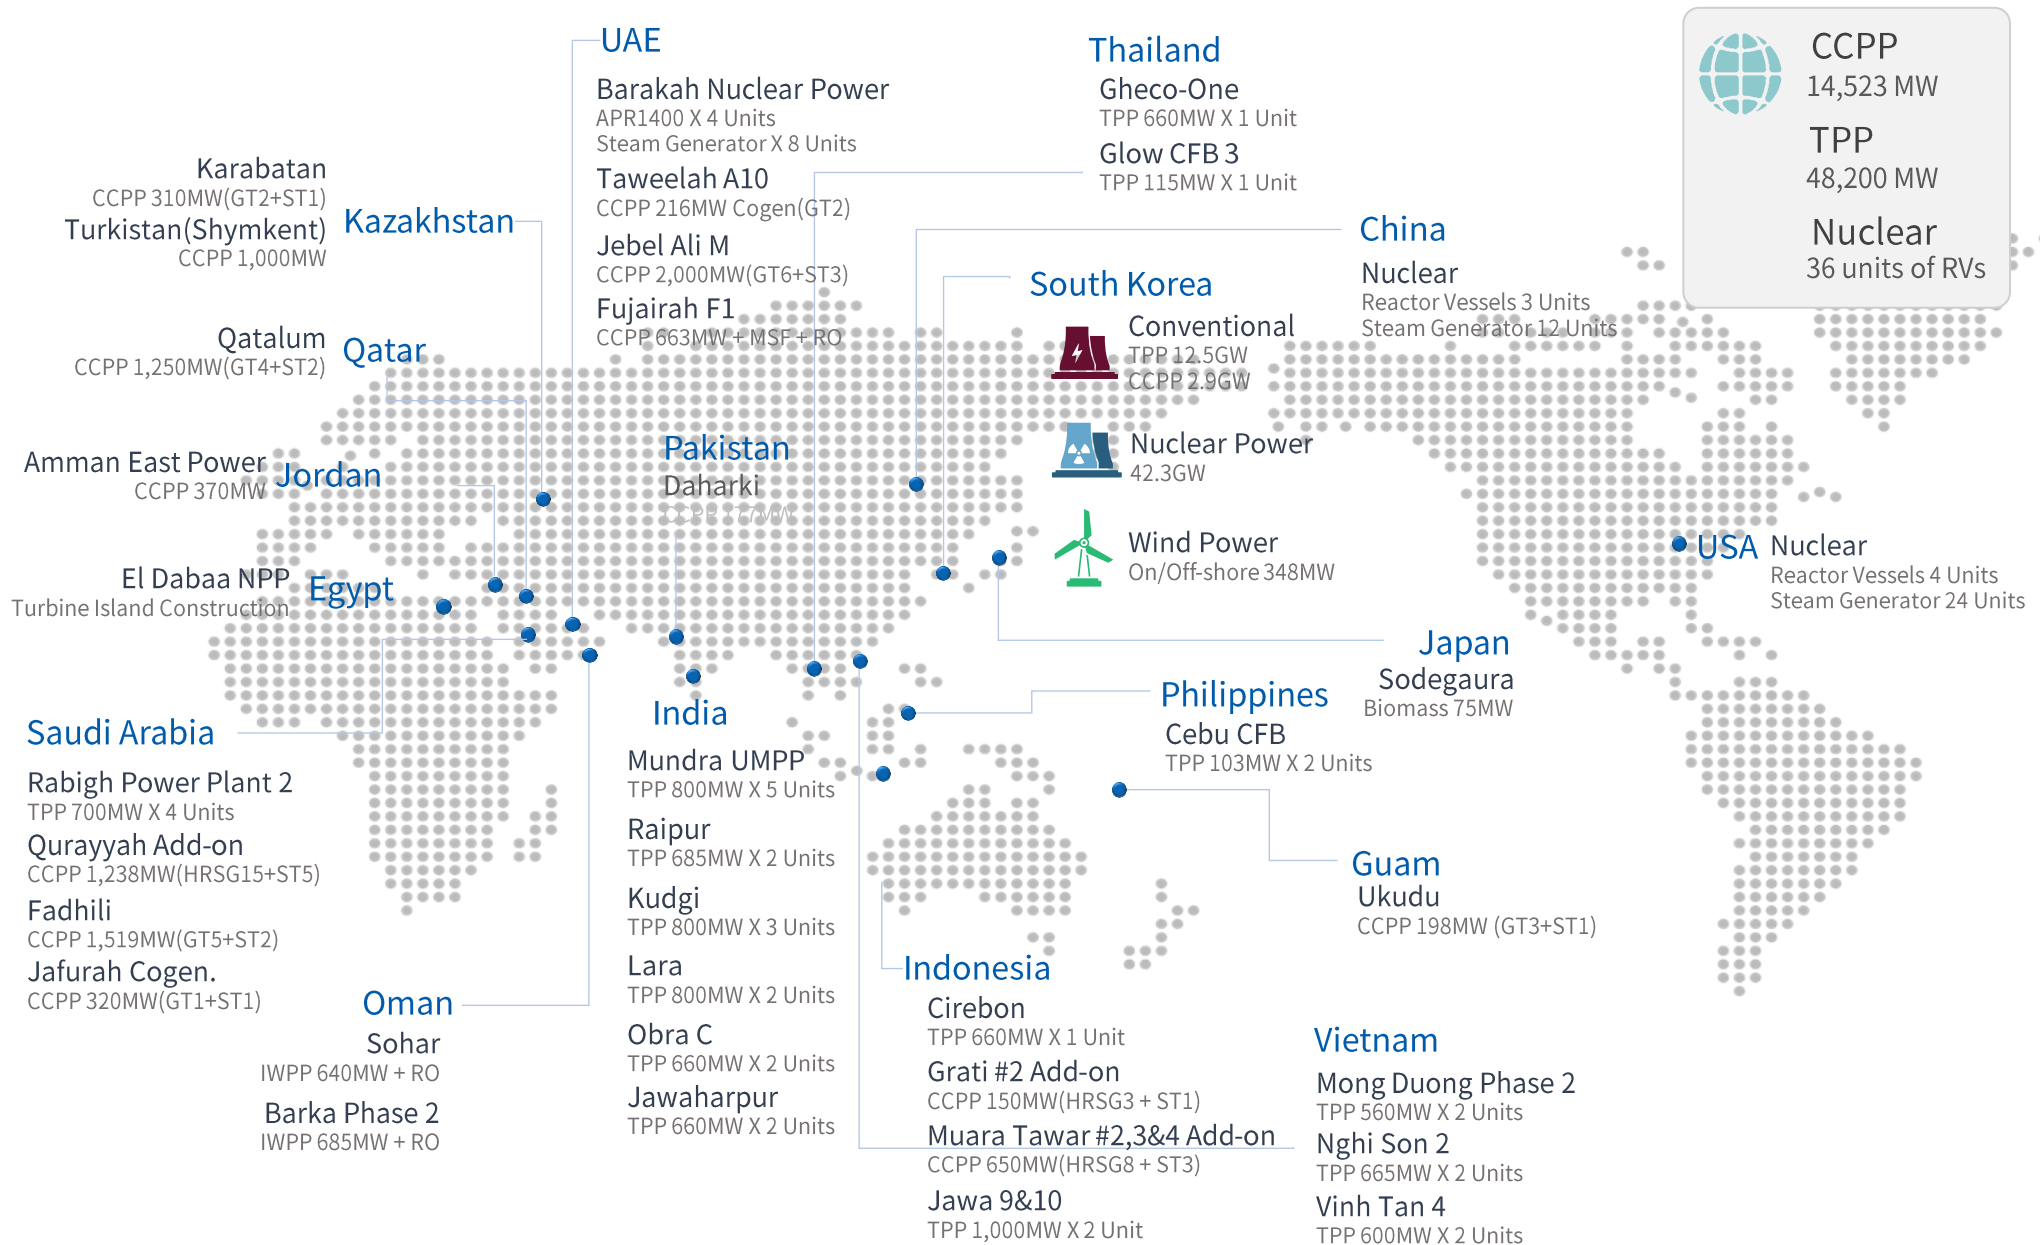 UAE
Barakah Nuclear Power
APR1400 X 4 Units
Steam Generator X 8 Units
Taweelah A10
CCPP 216MW Cogen(GT2)
Jebel Ali M
CCPP 2,000MW(GT6+ST3)
Fujairah F1
CCPP 663MW + MSF + RO
Thailand
Gheco-One
TPP 660MW X 1 Unit
Glow CFB 3
TPP 115MW X 1 Unit
CCPP
14,523 MW
TPP
48,200 MW
Nuclear
36 units of RVs
Karabatan
CCPP 310MW(GT2+ST1)
Turkistan(Shymkent)
CCPP 1,000MW
Kazakhstan
China
Nuclear
Reactor Vessels 3 Units
Steam Generator 12 Units
South Korea
Conventional
TPP 12.5GW
CCPP 2.9GW
Nuclear Power
42.3GW
Wind Power
On/Off-shore 348MW
Qatalum
CCPP 1,250MW(GT4+ST2)
Qatar
Pakistan
Daharki
CCPP 177MW
Amman East Power
CCPP 370MW
Jordan
El Dabaa NPP
Turbine Island Construction
Egypt
USA
Nuclear
Reactor Vessels 4 Units
Steam Generator 24 Units
Japan
Sodegaura
Biomass 75MW
Philippines
Cebu CFB
TPP 103MW X 2 Units
Saudi Arabia
Rabigh Power Plant 2
TPP 700MW X 4 Units
Qurayyah Add-on
CCPP 1,238MW(HRSG15+ST5)
Fadhili
CCPP 1,519MW(GT5+ST2)
Jafurah Cogen.
CCPP 320MW(GT1+ST1)
India
Mundra UMPP
TPP 800MW X 5 Units
Raipur
TPP 685MW X 2 Units
Kudgi
TPP 800MW X 3 Units
Lara
TPP 800MW X 2 Units
Obra C
TPP 660MW X 2 Units
Jawaharpur
TPP 660MW X 2 Units
Guam
Ukudu
CCPP 198MW (GT3+ST1)
Oman
Sohar
IWPP 640MW + RO
Barka Phase 2
IWPP 685MW + RO
Indonesia
Cirebon
TPP 660MW X 1 Unit
Grati #2 Add-on
CCPP 150MW(HRSG3 + ST1)
Muara Tawar #2,3&4 Add-on
CCPP 650MW(HRSG8 + ST3)
Jawa 9&10
TPP 1,000MW X 2 Unit
Vietnam
Mong Duong Phase 2
TPP 560MW X 2 Units
Nghi Son 2
TPP 665MW X 2 Units
Vinh Tan 4
TPP 600MW X 2 Units